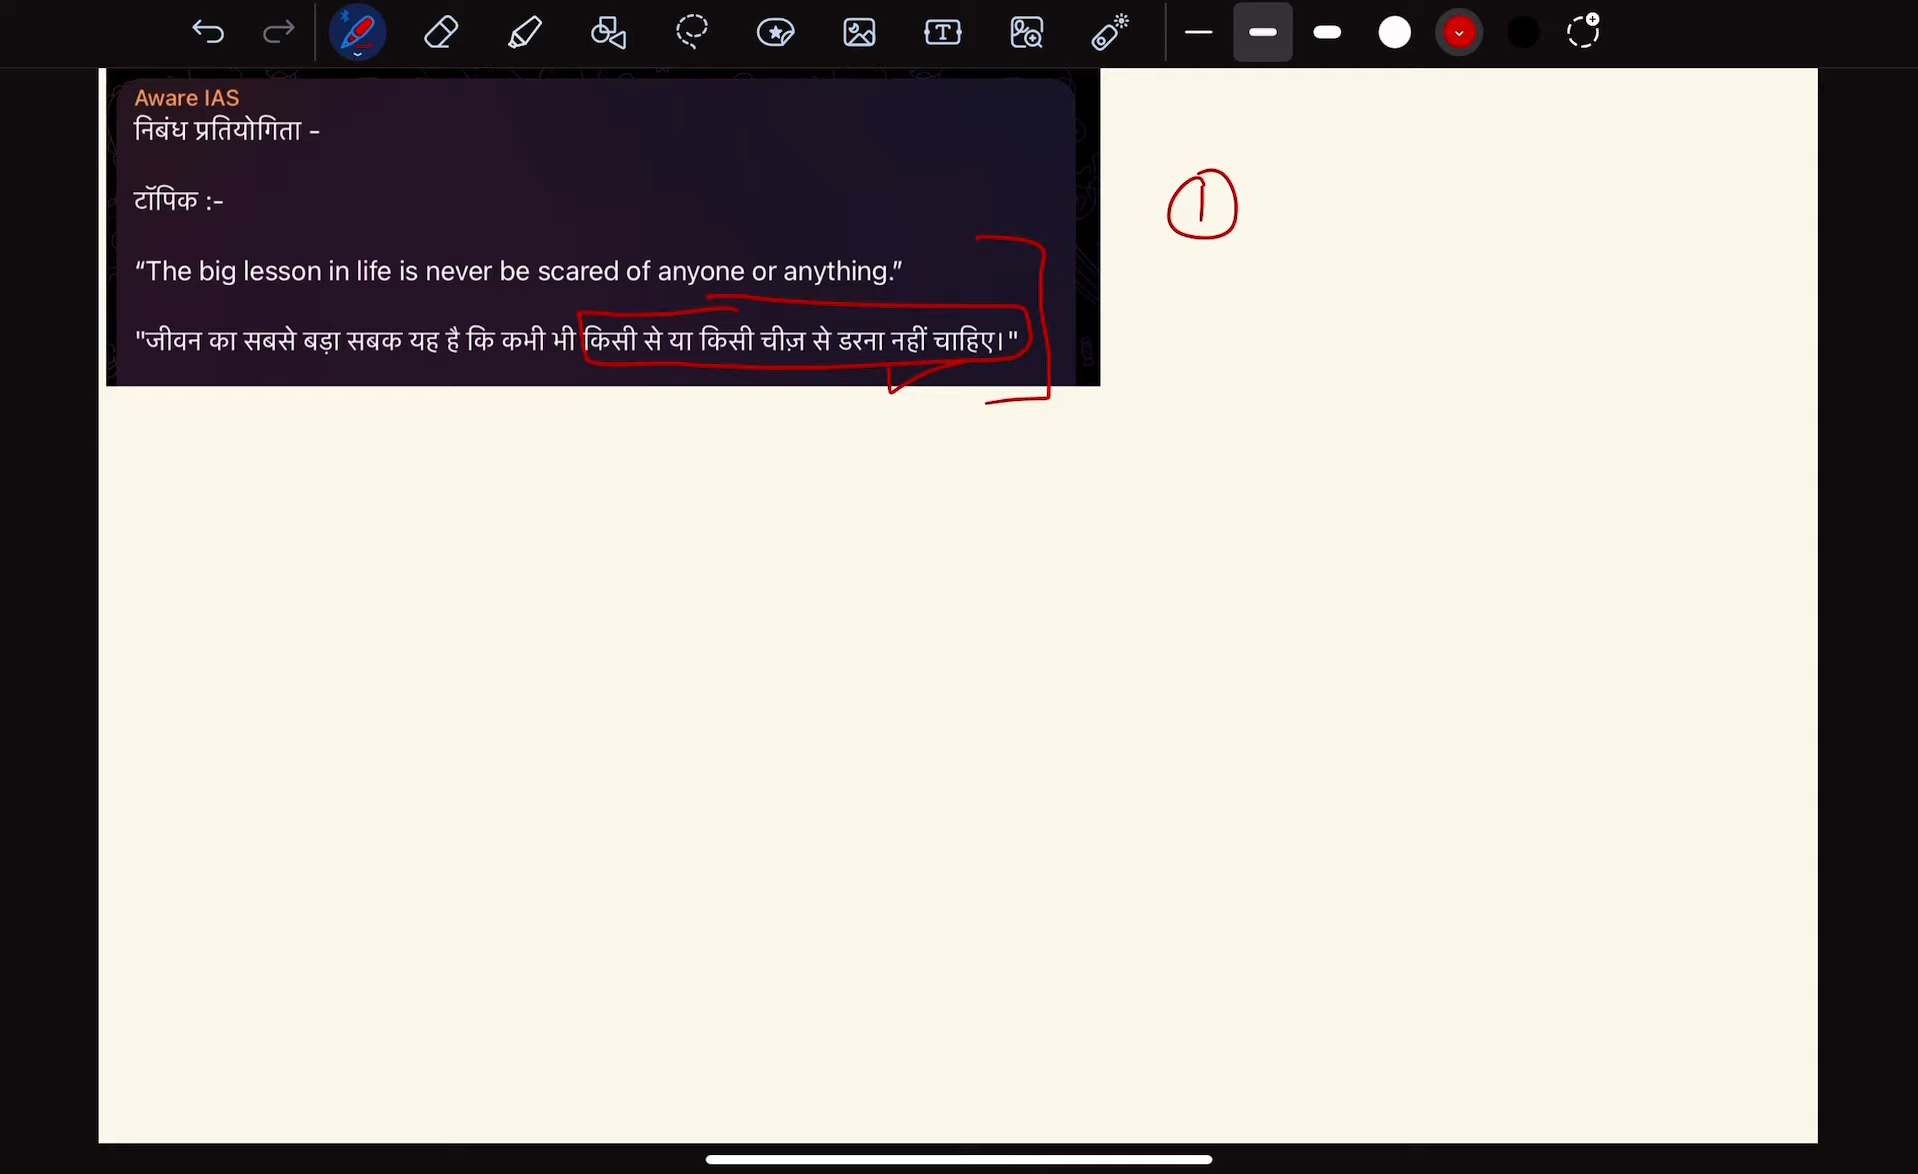 Aware IAS
निबंध प्रतियोगिता -
टॉपिक :-
“The big lesson in life is never be scared of anyone or anything.”
"जीवन का सबसे बड़ा सबक यह है कि कभी भी किसी से या किसी चीज़ से डरना नहीं चाहिए।"
1